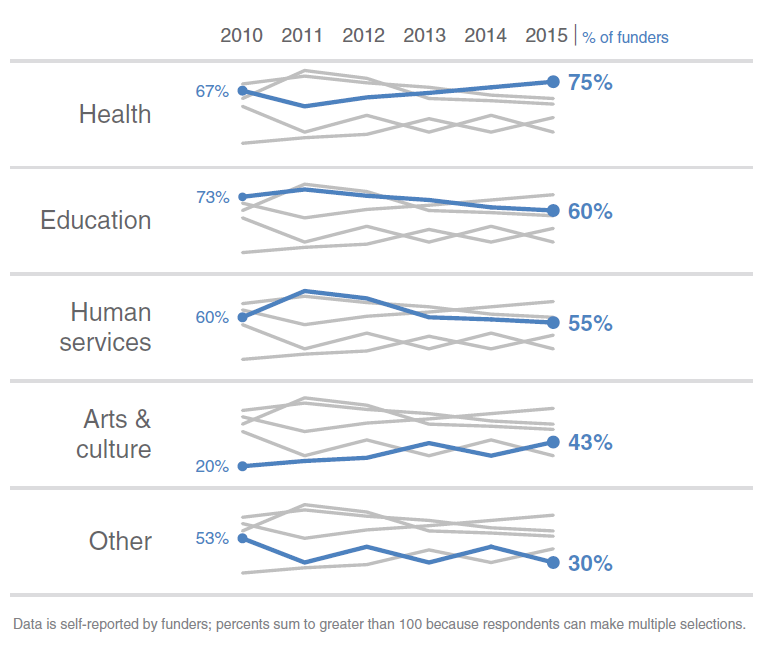 2010 2011 2012 2013 2014 2015 | % of funders
67% 75%
Health
73% 60%
Education
Human
60% 55%
services
Arts &
43%
culture
20%
53%
Other
30%
Data is self-reported by funders; percents sum to greater than 100 because respondents can make multiple selections.